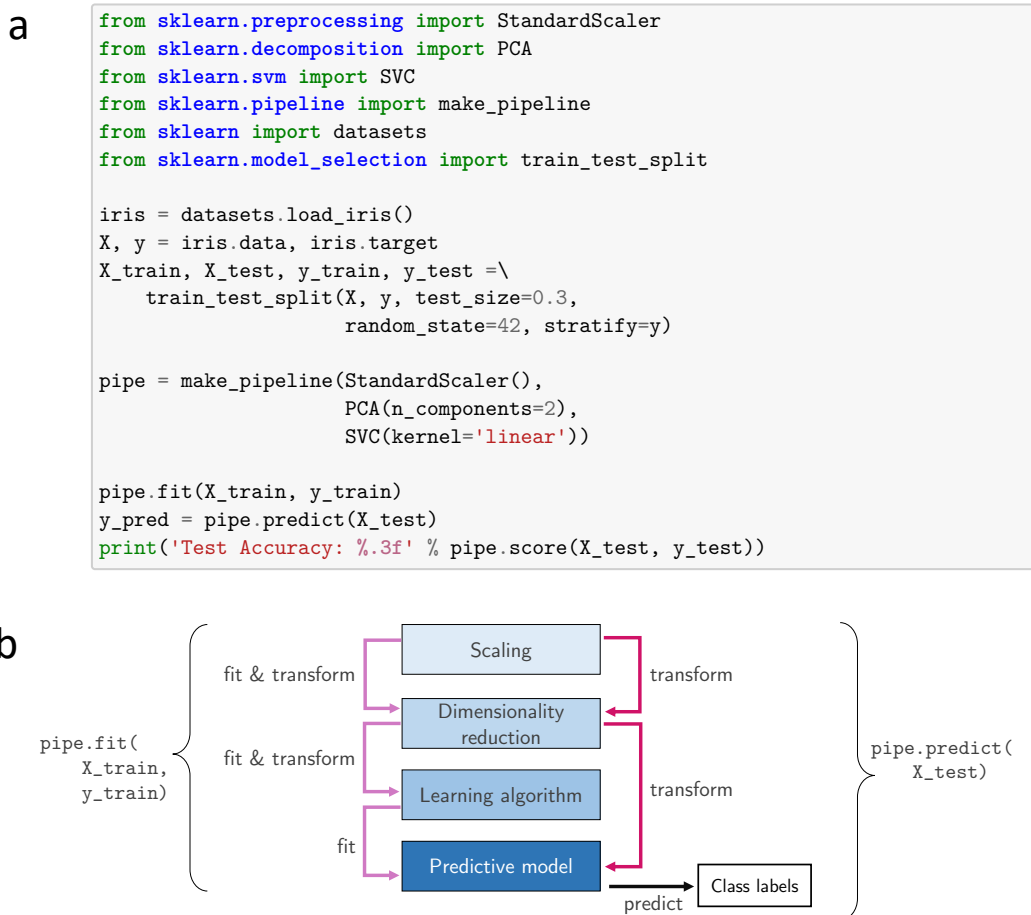 a
from sklearn.preprocessing import StandardScaler
from sklearn.decomposition import PCA
from sklearn.svm import SVC
from sklearn.pipeline import make_pipeline
from sklearn import datasets
from sklearn.model_selection import train_test_split
iris = datasets.load_iris()
X, y = iris.data, iris.target
X_train, X_test, y_train, y_test =\
    train_test_split(X, y, test_size=0.3,
                     random_state=42, stratify=y)
pipe = make_pipeline(StandardScaler(),
                     PCA(n_components=2),
                     SVC(kernel='linear'))
pipe.fit(X_train, y_train)
y_pred = pipe.predict(X_test)
print('Test Accuracy: %.3f' % pipe.score(X_test, y_test))
b
pipe.fit(
X_train,
y_train)
fit & transform
fit & transform
fit
Scaling
Dimensionality
reduction
Learning algorithm
Predictive model
transform
transform
predict
Class labels
pipe.predict(
X_test)